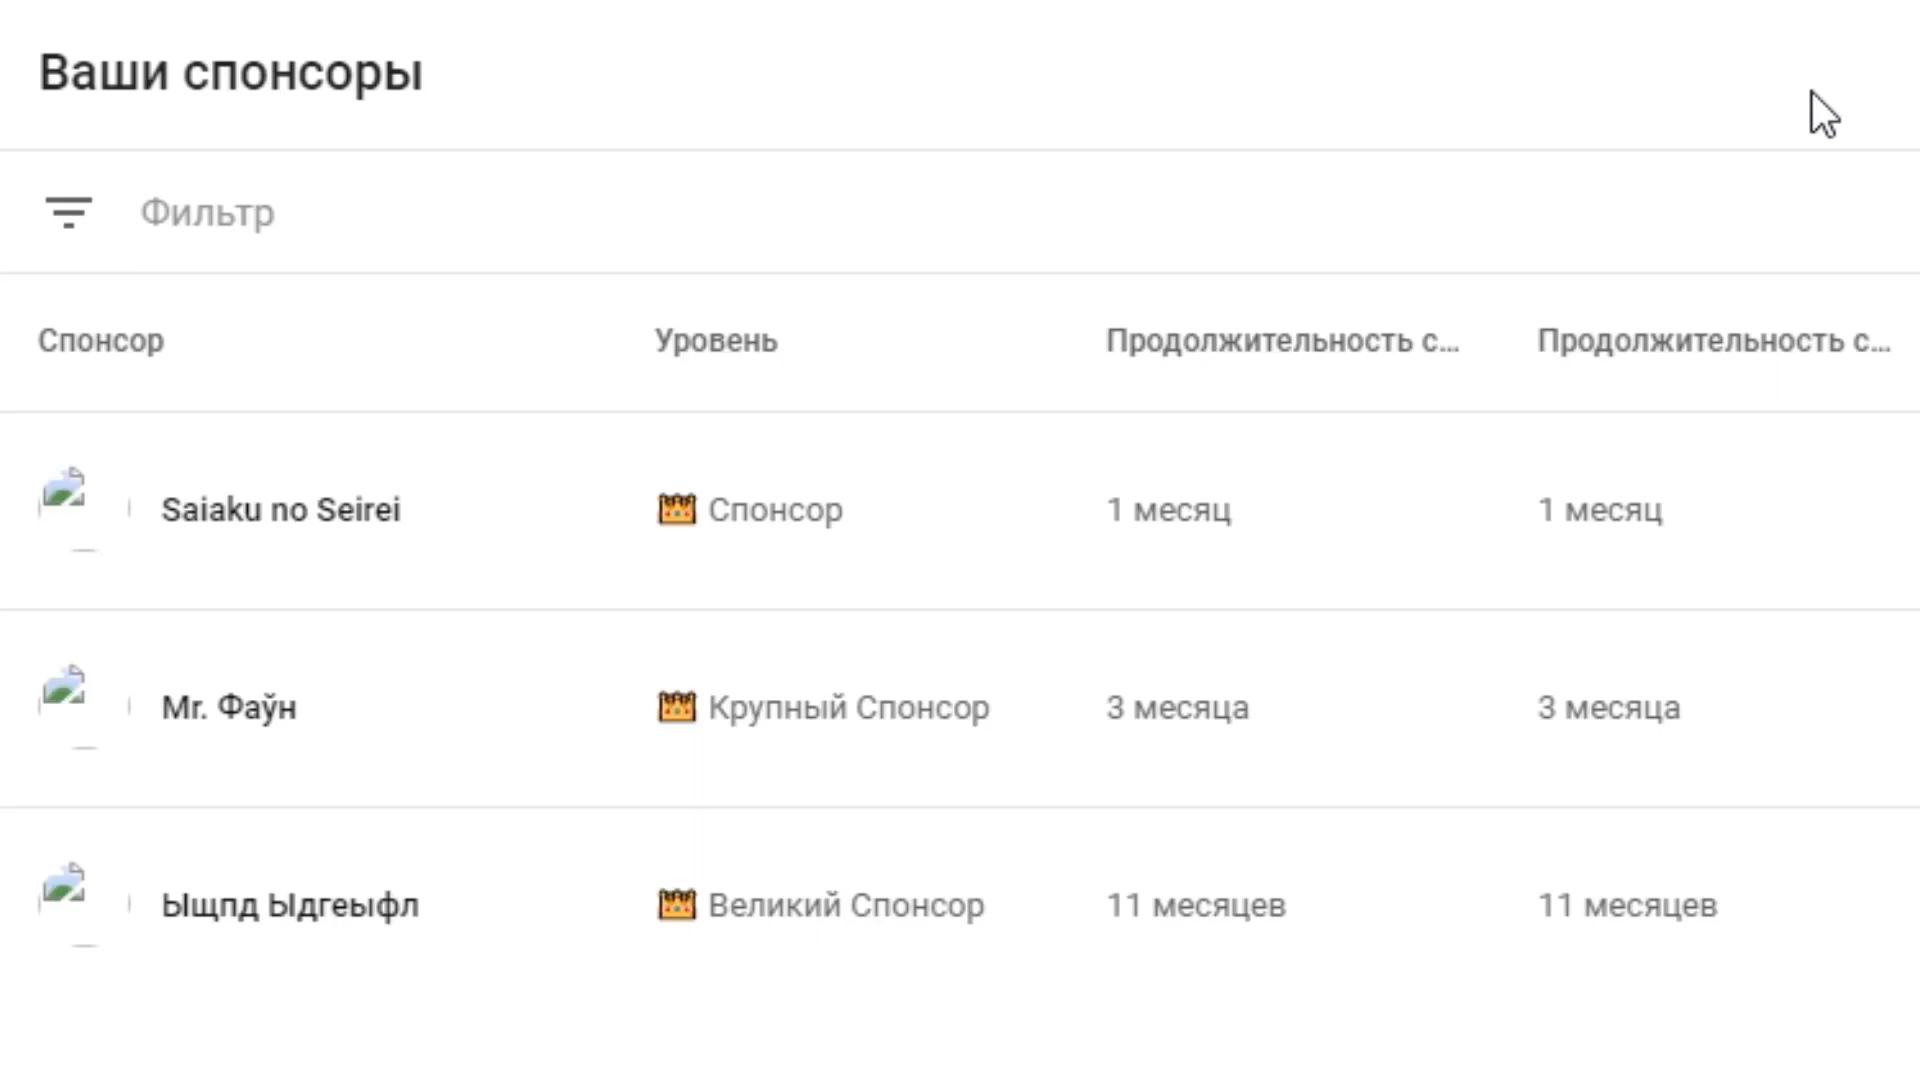 Ваши спонсоры
Фильтр
Спонсор Уровень Продолжительность с... Продолжительность с...
Saiaku no Seirei Спонсор 1 месяц 1 месяц
Mr. Фаўн Крупный Спонсор 3 месяца 3 месяца
Ыщпд Ыдгеыфл Великий Спонсор 11 месяцев 11 месяцев